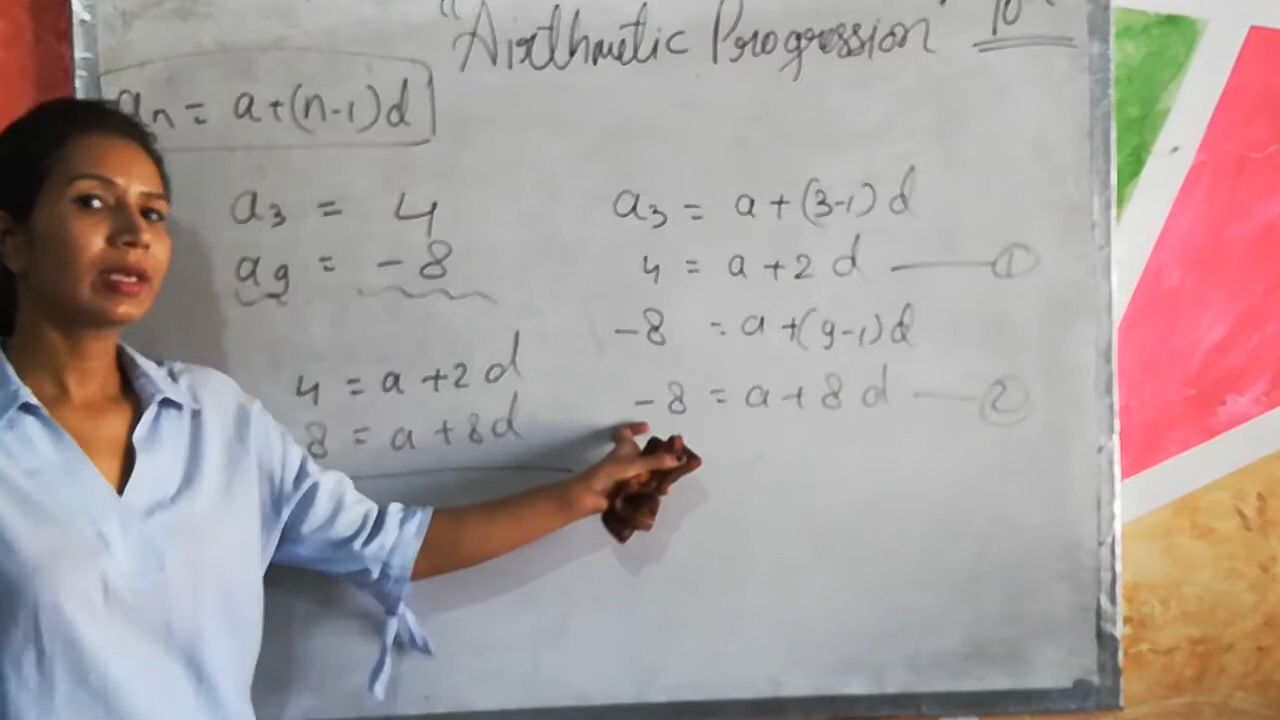 "Arithmetic Progression" 10
an = a+(n-1)d
a3 = 4
a9 = -8
4 = a+2d
8 = a+8d
a3 = a+(3-1)d
4 = a+2d — 1
-8 = a+(9-1)d
-8 = a+8d — 2